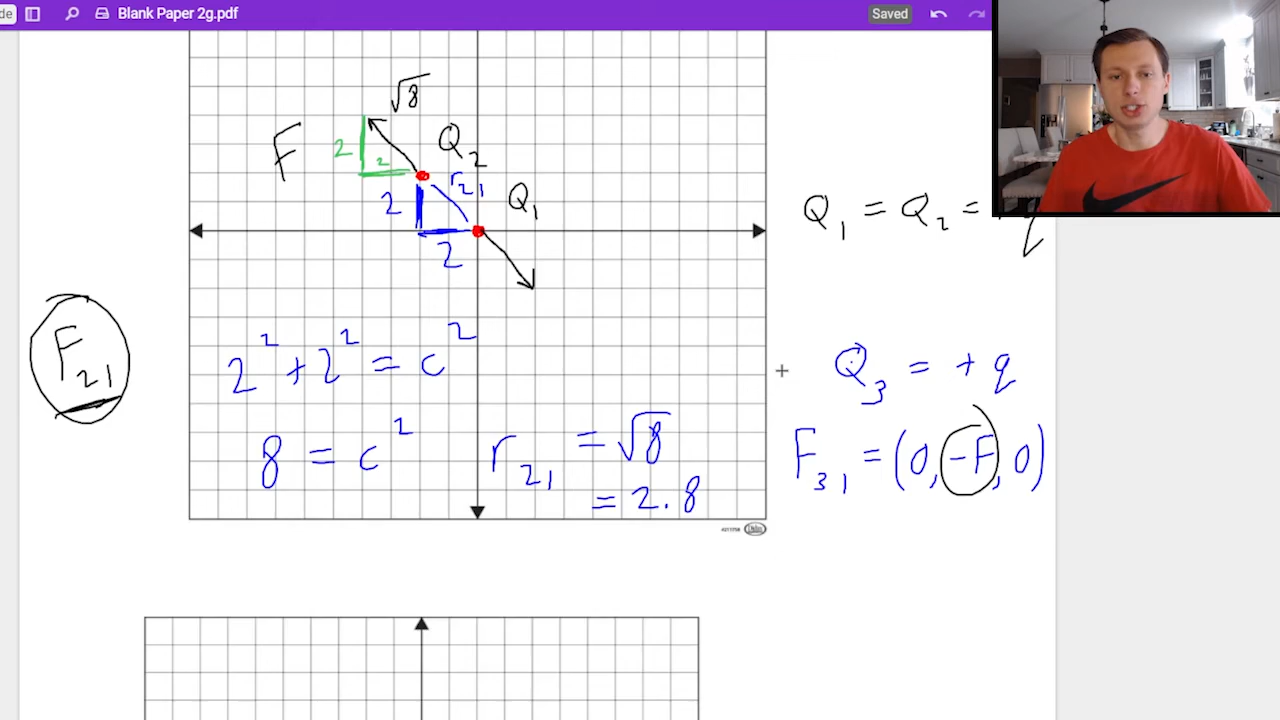 Blank Paper 2g.pdf
Saved
√8
F
2
2
Q₂
r₂₁
2
Q₁
2
Q₁ = Q₂ = q
F₂₁
2² + 2² = c²
8 = c²
r₂₁ = √8
= 2.8
Q₃ = + q
F₃₁ = (0, -F, 0)